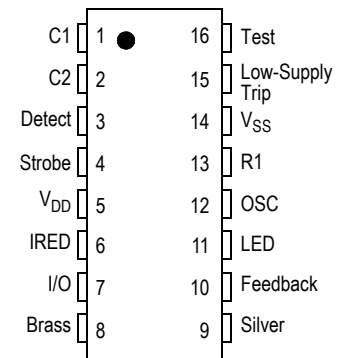 C1 1 16 Test
C2 2 15 Low-Supply
Trip
Detect 3 14 VSS
Strobe 4 13 R1
VDD 5 12 OSC
IRED 6 11 LED
I/O 7 10 Feedback
Brass 8 9 Silver